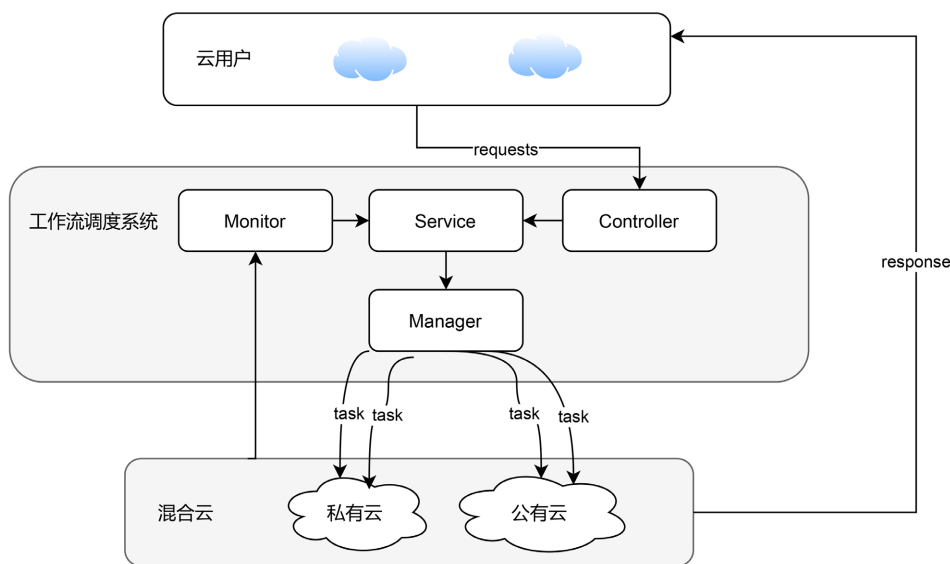 云用户
requests
工作流调度系统
Monitor
Service
Controller
response
Manager
task
task
task
task
混合云
私有云
公有云